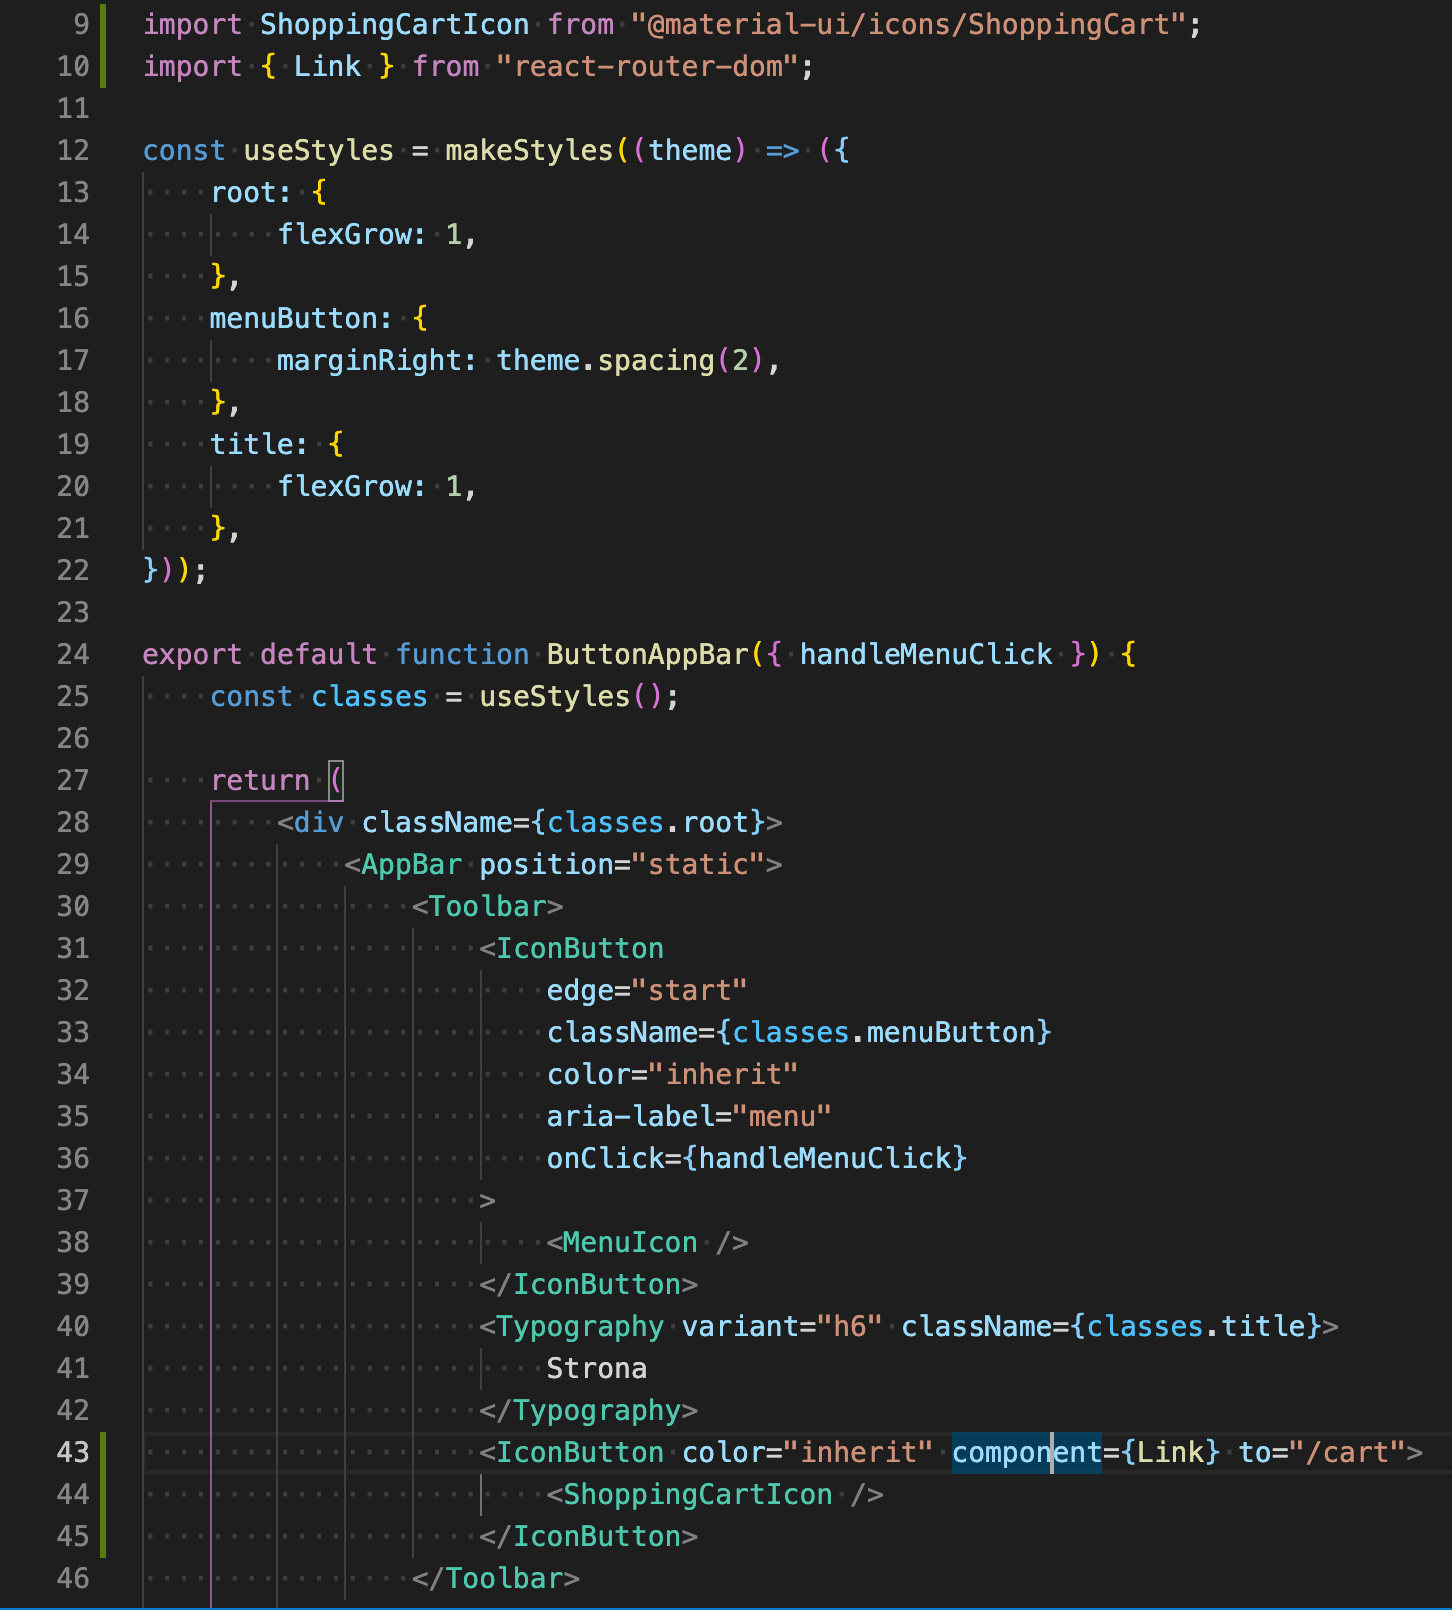 9 import ShoppingCartIcon from "@material-ui/icons/ShoppingCart";
10 import { Link } from "react-router-dom";
11
12 const useStyles = makeStyles((theme) => ({
13     root: {
14         flexGrow: 1,
15     },
16     menuButton: {
17         marginRight: theme.spacing(2),
18     },
19     title: {
20         flexGrow: 1,
21     },
22 }));
23
24 export default function ButtonAppBar({ handleMenuClick }) {
25     const classes = useStyles();
26
27     return (
28         <div className={classes.root}>
29             <AppBar position="static">
30                 <Toolbar>
31                     <IconButton
32                         edge="start"
33                         className={classes.menuButton}
34                         color="inherit"
35                         aria-label="menu"
36                         onClick={handleMenuClick}
37                     >
38                         <MenuIcon />
39                     </IconButton>
40                     <Typography variant="h6" className={classes.title}>
41                         Strona
42                     </Typography>
43                     <IconButton color="inherit" component={Link} to="/cart">
44                         <ShoppingCartIcon />
45                     </IconButton>
46                 </Toolbar>